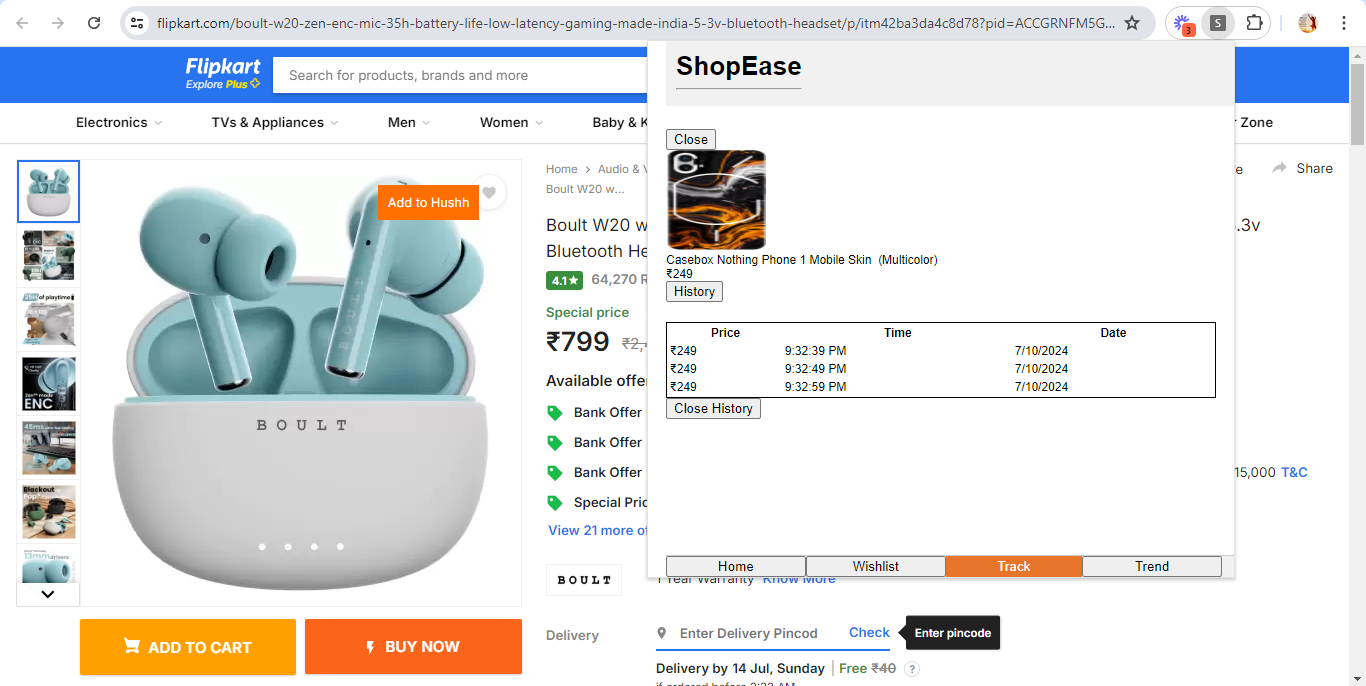 flipkart.com/boult-w20-zen-enc-mic-35h-battery-life-low-latency-gaming-made-india-5-3v-bluetooth-headset/p/itm42ba3da4c8d78?pid=ACCGRNFM5G...
3
S
Flipkart
Explore Plus
Search for products, brands and more
Electronics
TVs & Appliances
Men
Women
Baby & K
Zone
Share
Home > Audio & V
Boult W20 w...
Add to Hushh
Boult W20 w
.3v
Bluetooth He
4.1★ 64,270 R
Special price
₹799
Available offe
Bank Offer
Bank Offer
Bank Offer
15,000 T&C
Special Pric
View 21 more of
BOULT
BOULT
ENC
BOULT
1 Year Warranty Know More
ADD TO CART
BUY NOW
Delivery
Enter Delivery Pincod
Check
Enter pincode
Delivery by 14 Jul, Sunday | Free ₹40 ?
ShopEase
Close
Casebox Nothing Phone 1 Mobile Skin (Multicolor)
₹249
History
Price Time Date
₹249 9:32:39 PM 7/10/2024
₹249 9:32:49 PM 7/10/2024
₹249 9:32:59 PM 7/10/2024
Close History
Home
Wishlist
Track
Trend